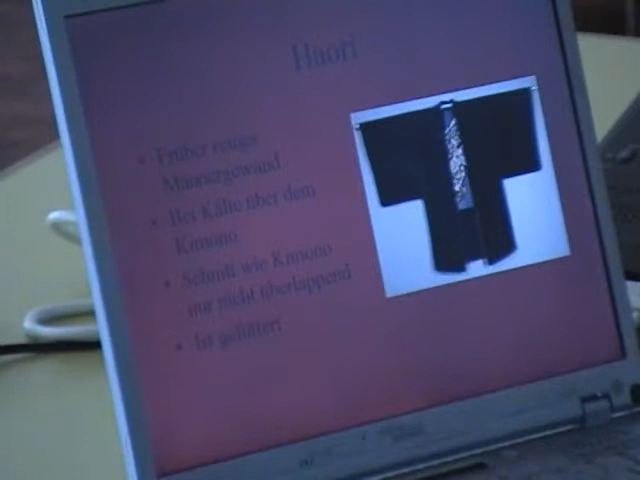 Haori
• Früher reines
Männergewand
• Bei Kälte über dem
Kimono
• Schnitt wie Kimono
nur nicht überlappend
• Ist gefüttert